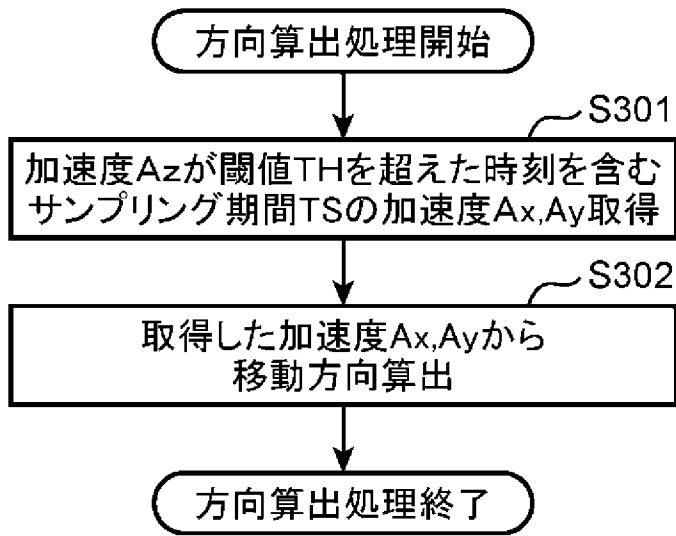 方向算出処理開始
S301
加速度Azが閾値THを超えた時刻を含む
サンプリング期間TSの加速度Ax,Ay取得
S302
取得した加速度Ax,Ayから
移動方向算出
方向算出処理終了